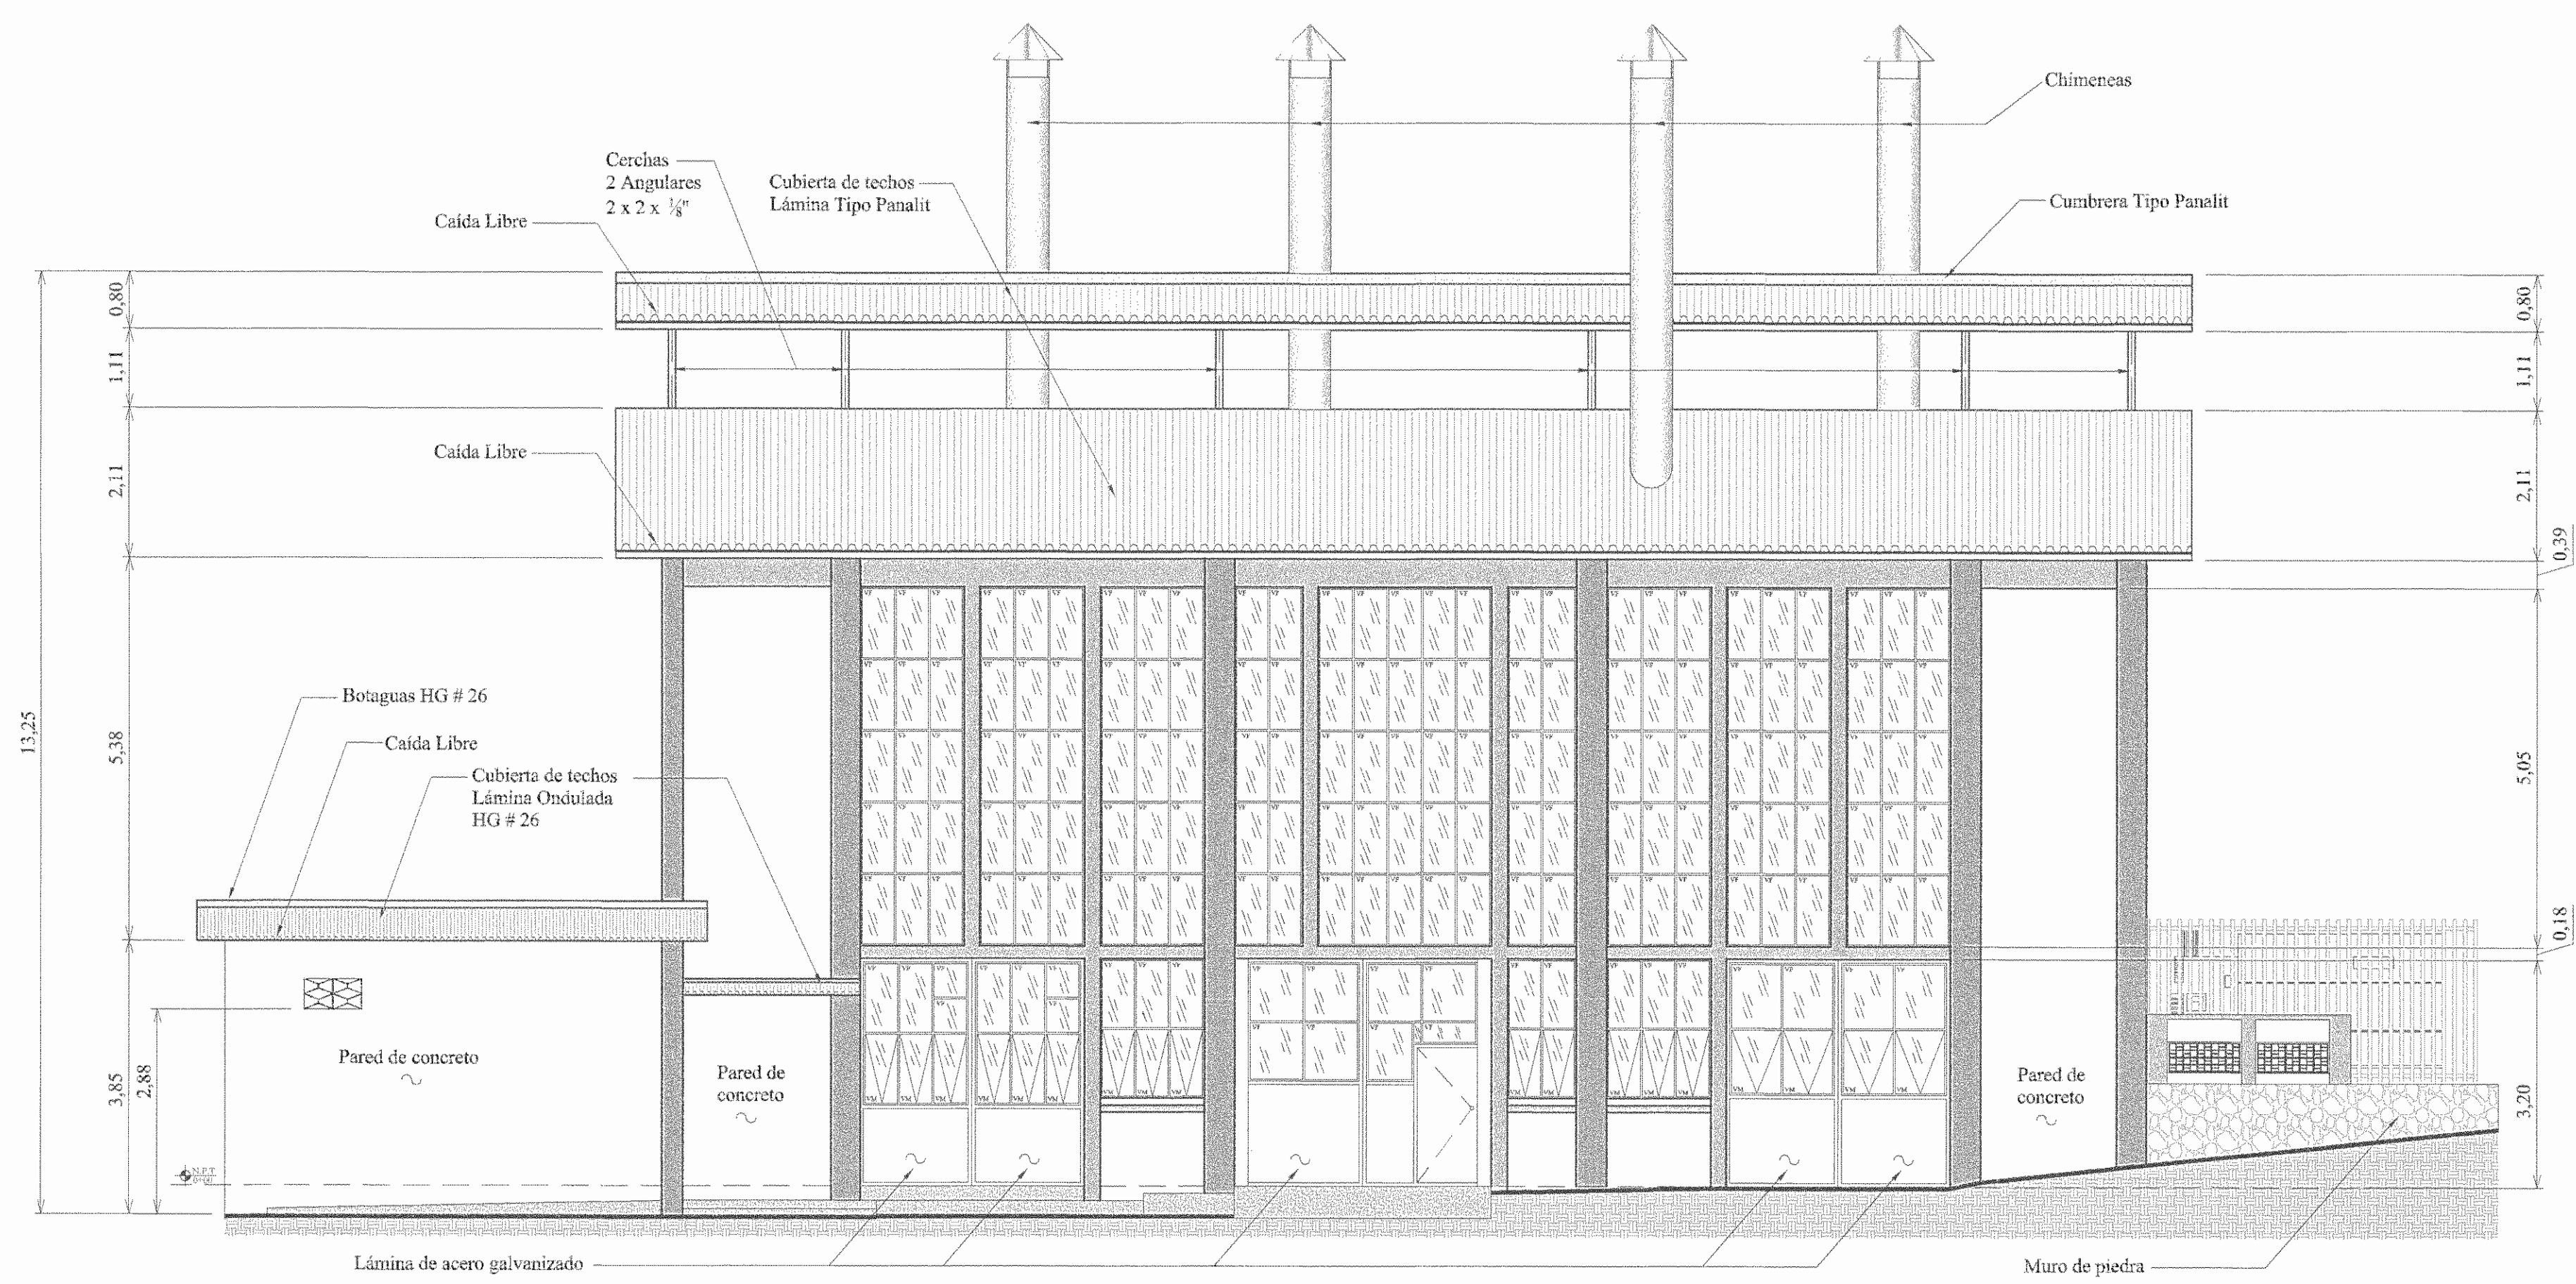 Chimeneas
Cerchas
2 Angulares
2 x 2 x ⅛"
Cubierta de techos
Lámina Tipo Panalit
Caída Libre
Cumbrera Tipo Panalit
0,80
0,80
1,11
1,11
Caída Libre
2,11
2,11
0,39
13,25
5,38
5,05
Botaguas HG # 26
Caída Libre
Cubierta de techos
Lámina Ondulada
HG # 26
0,18
Pared de concreto
Pared de
concreto
Pared de
concreto
3,85
2,88
3,20
N.P.T
Lámina de acero galvanizado
Muro de piedra